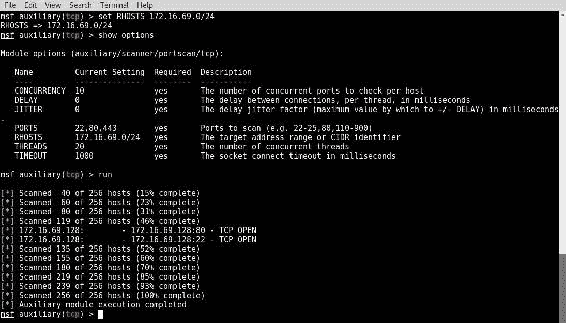 File Edit View Search Terminal Help
msf auxiliary(tcp) > set RHOSTS 172.16.69.0/24
RHOSTS => 172.16.69.0/24
msf auxiliary(tcp) > show options
Module options (auxiliary/scanner/portscan/tcp):
Name Current Setting Required Description
---- --------------- -------- -----------
CONCURRENCY 10 yes The number of concurrent ports to check per host
DELAY 0 yes The delay between connections, per thread, in milliseconds
JITTER 0 yes The delay jitter factor (maximum value by which to +/- DELAY) in milliseconds
.
PORTS 22,80,443 yes Ports to scan (e.g. 22-25,80,110-900)
RHOSTS 172.16.69.0/24 yes The target address range or CIDR identifier
THREADS 20 yes The number of concurrent threads
TIMEOUT 1000 yes The socket connect timeout in milliseconds
msf auxiliary(tcp) > run
[*] Scanned 40 of 256 hosts (15% complete)
[*] Scanned 60 of 256 hosts (23% complete)
[*] Scanned 80 of 256 hosts (31% complete)
[*] Scanned 119 of 256 hosts (46% complete)
[*] 172.16.69.128: - 172.16.69.128:80 - TCP OPEN
[*] 172.16.69.128: - 172.16.69.128:22 - TCP OPEN
[*] Scanned 135 of 256 hosts (52% complete)
[*] Scanned 155 of 256 hosts (60% complete)
[*] Scanned 180 of 256 hosts (70% complete)
[*] Scanned 219 of 256 hosts (85% complete)
[*] Scanned 239 of 256 hosts (93% complete)
[*] Scanned 256 of 256 hosts (100% complete)
[*] Auxiliary module execution completed
msf auxiliary(tcp) >